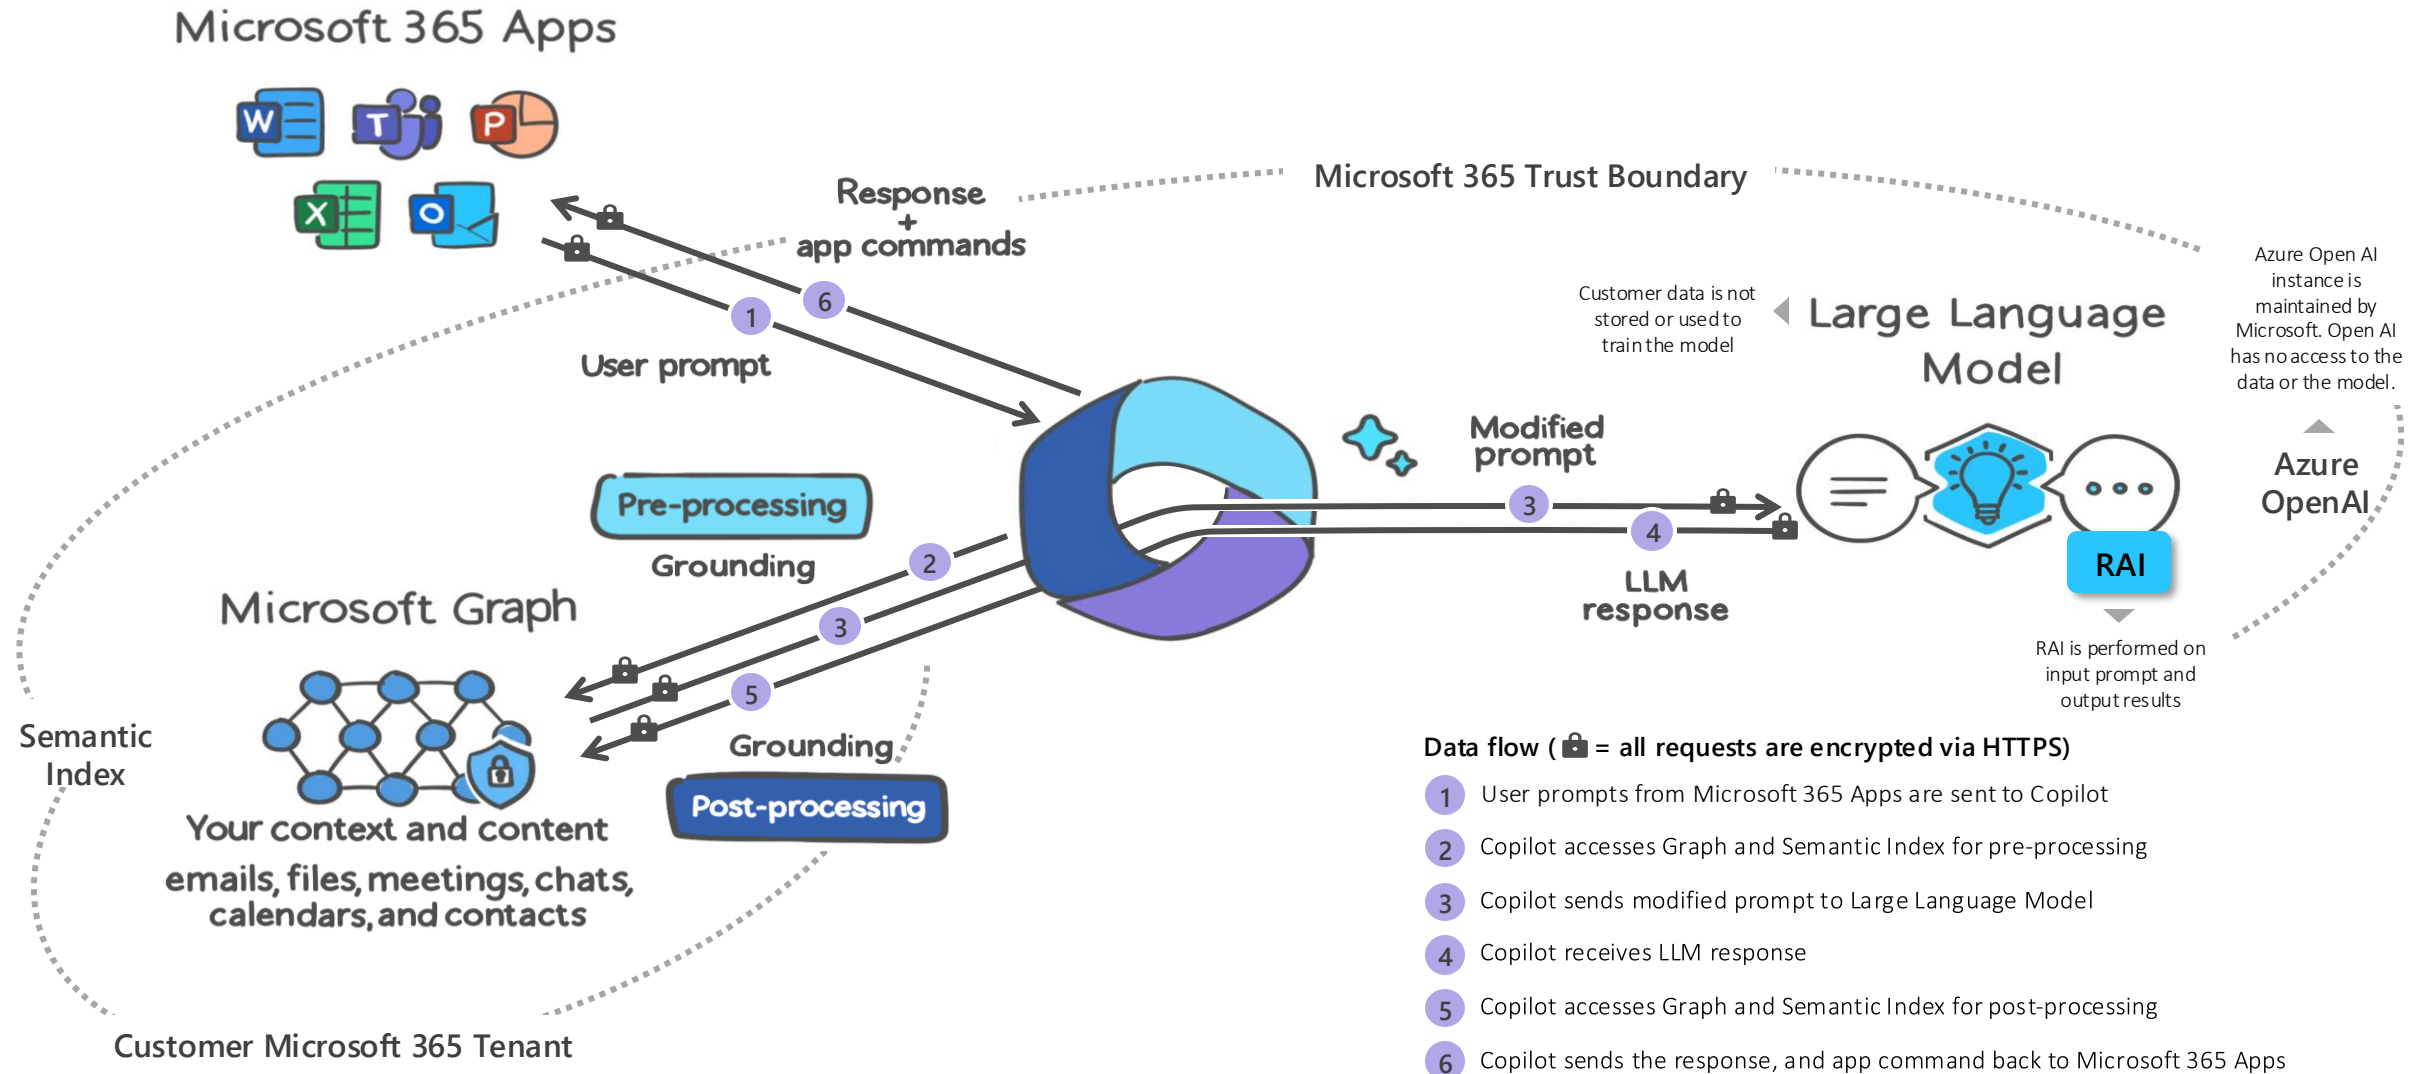 Microsoft 365 Apps
W
T
P
X
O
Response
+
app commands
Microsoft 365 Trust Boundary
6
1
User prompt
Customer data is not
stored or used to
train the model
Large Language
Model
Azure Open AI
instance is
maintained by
Microsoft. Open AI
has no access to the
data or the model.
Azure
OpenAI
Modified
prompt
3
4
LLM
response
RAI
RAI is performed on
input prompt and
output results
Pre-processing
Grounding
2
3
5
Microsoft Graph
Semantic
Index
Your context and content
emails, files, meetings, chats,
calendars, and contacts
Grounding
Post-processing
Customer Microsoft 365 Tenant
Data flow ( = all requests are encrypted via HTTPS)
1 User prompts from Microsoft 365 Apps are sent to Copilot
2 Copilot accesses Graph and Semantic Index for pre-processing
3 Copilot sends modified prompt to Large Language Model
4 Copilot receives LLM response
5 Copilot accesses Graph and Semantic Index for post-processing
6 Copilot sends the response, and app command back to Microsoft 365 Apps